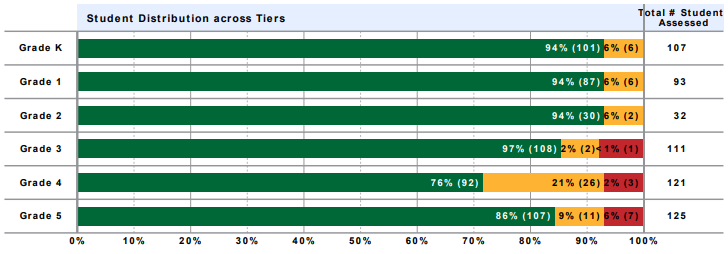 Student Distribution across Tiers
Total # Student
Assessed
Grade K 94% (101) 6% (6) 107
Grade 1 94% (87) 6% (6) 93
Grade 2 94% (30) 6% (2) 32
Grade 3 97% (108) 2% (2) < 1% (1) 111
Grade 4 76% (92) 21% (26) 2% (3) 121
Grade 5 86% (107) 9% (11) 6% (7) 125
0% 10% 20% 30% 40% 50% 60% 70% 80% 90% 100%